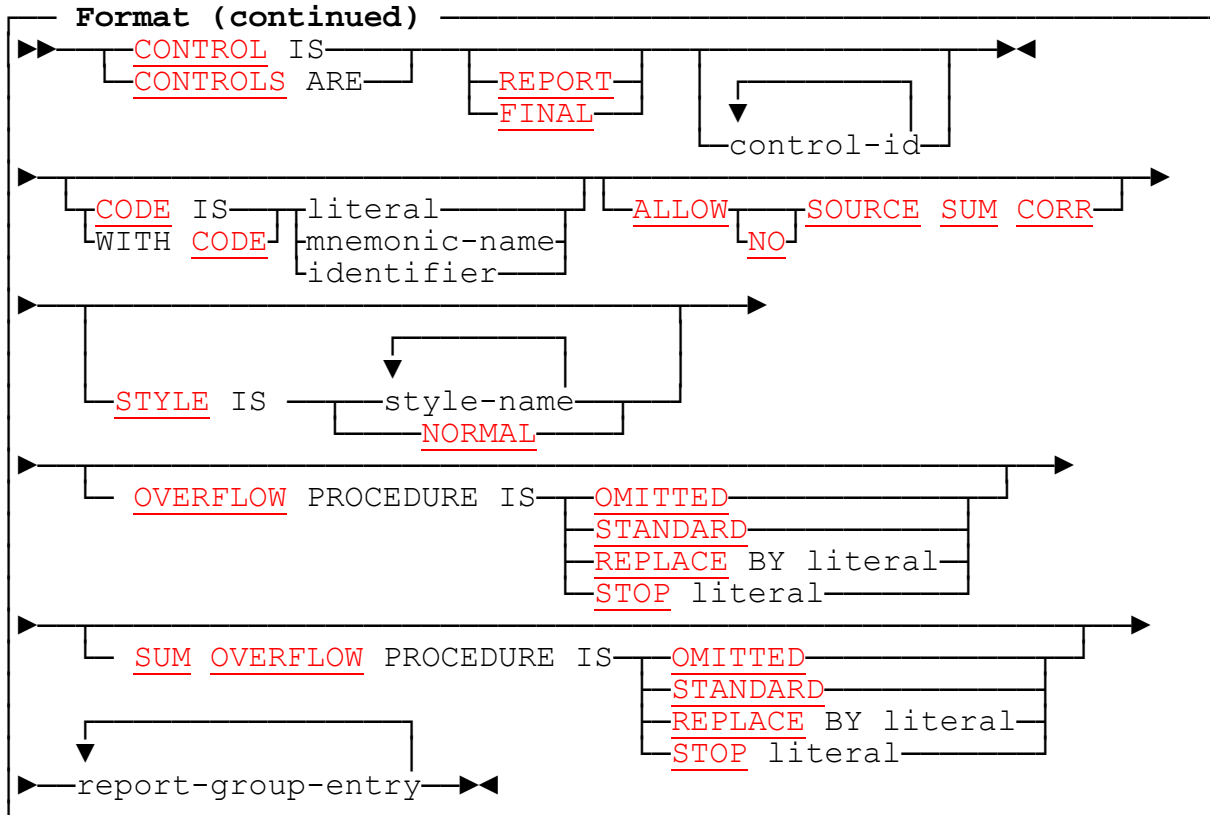 Format (continued)
CONTROL IS
CONTROLS ARE REPORT
FINAL
control-id
CODE IS literal ALLOW SOURCE SUM CORR
WITH CODE mnemonic-name NO
identifier
STYLE IS style-name
NORMAL
OVERFLOW PROCEDURE IS OMITTED
STANDARD
REPLACE BY literal
STOP literal
SUM OVERFLOW PROCEDURE IS OMITTED
STANDARD
REPLACE BY literal
STOP literal
report-group-entry